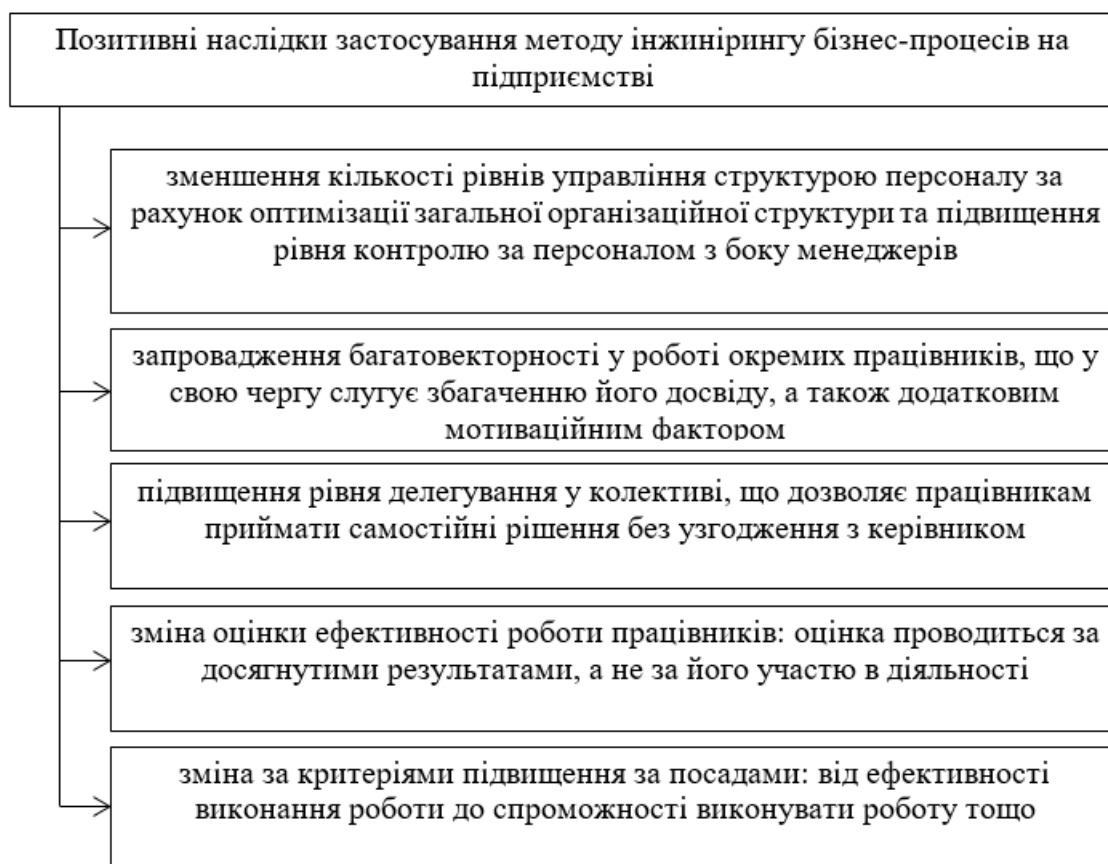 Позитивні наслідки застосування методу інжинірингу бізнес-процесів на
підприємстві
зменшення кількості рівнів управління структурою персоналу за
рахунок оптимізації загальної організаційної структури та підвищення
рівня контролю за персоналом з боку менеджерів
запровадження багатовекторності у роботі окремих працівників, що у
свою чергу слугує збагаченню його досвіду, а також додатковим
мотиваційним фактором
підвищення рівня делегування у колективі, що дозволяє працівникам
приймати самостійні рішення без узгодження з керівником
зміна оцінки ефективності роботи працівників: оцінка проводиться за
досягнутими результатами, а не за його участю в діяльності
зміна за критеріями підвищення за посадами: від ефективності
виконання роботи до спроможності виконувати роботу тощо